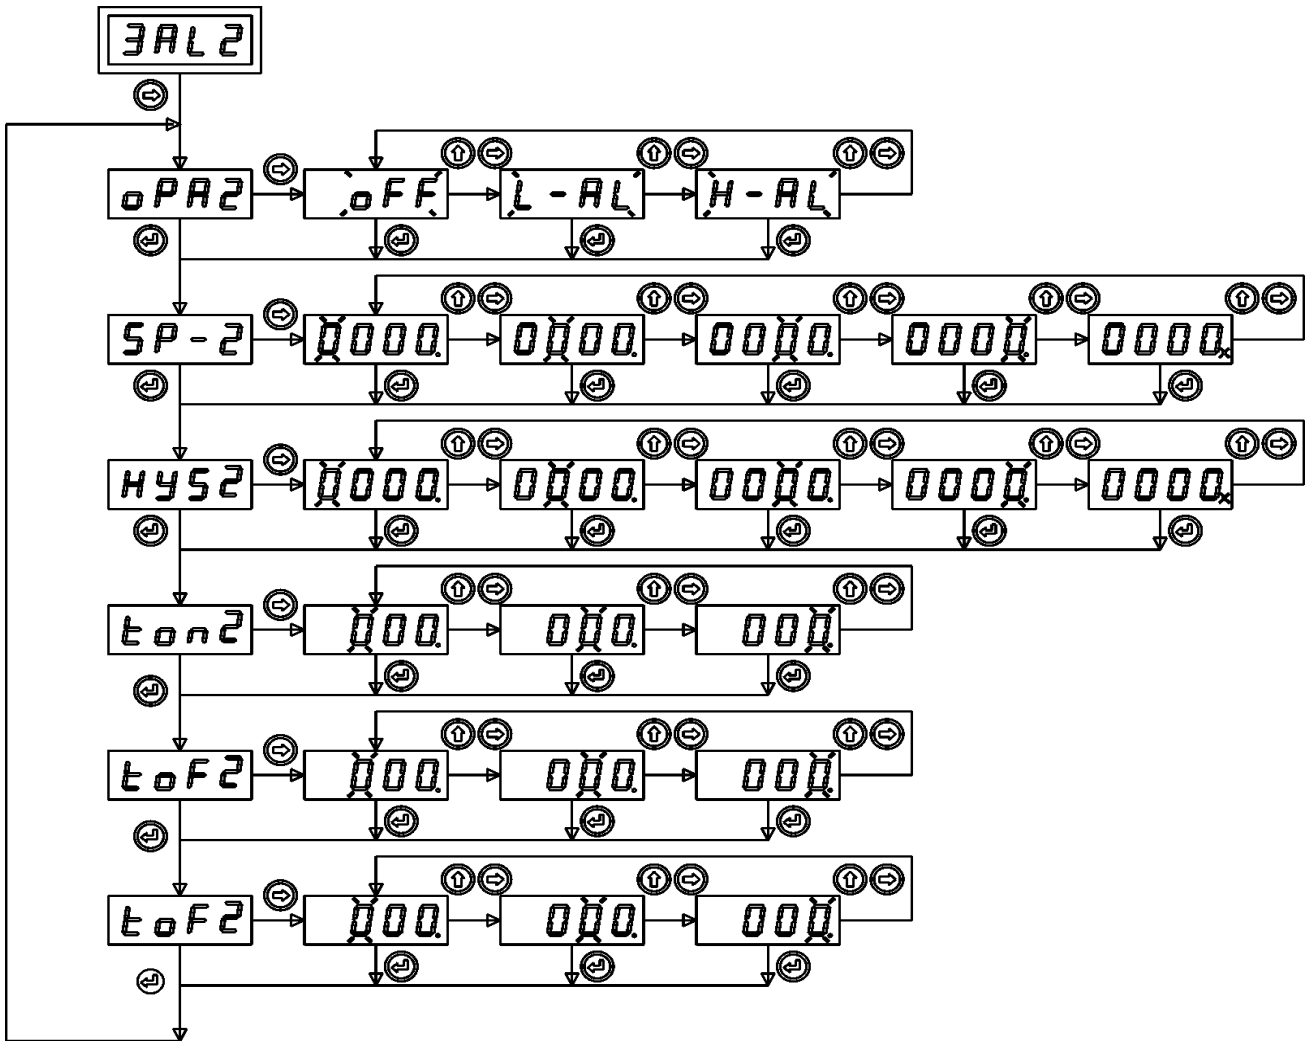 3AL2
oPA2 oFF L-AL H-AL
SP-2 0000. 0000. 0000. 0000. 0000.
HYS2 0000. 0000. 0000. 0000. 0000.
ton2 000. 000. 000.
toF2 000. 000. 000.
toF2 000. 000. 000.